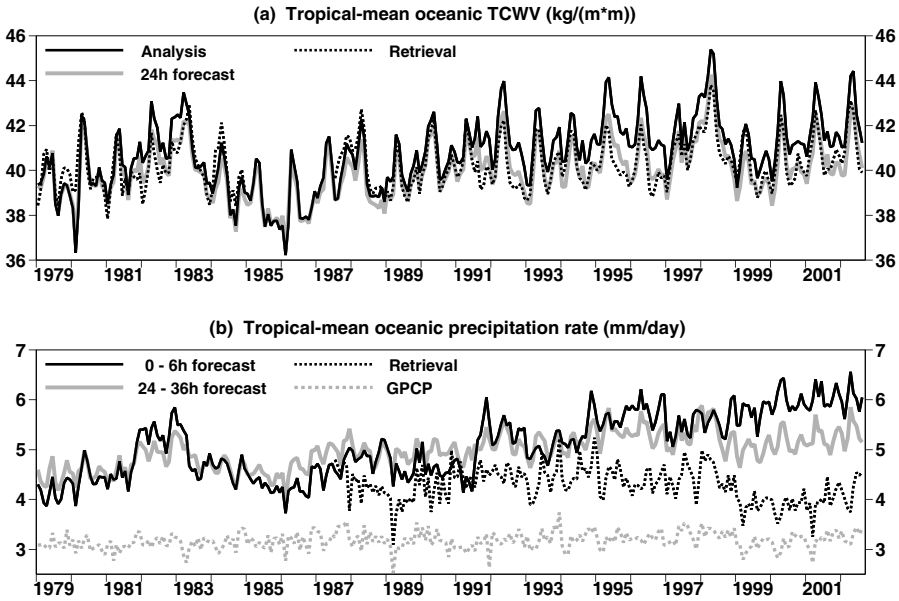 (a) Tropical-mean oceanic TCWV (kg/(m*m))
46 46
Analysis Retrieval
24h forecast
44 44
42 42
40 40
38 38
36 36
1979 1981 1983 1985 1987 1989 1991 1993 1995 1997 1999 2001
(b) Tropical-mean oceanic precipitation rate (mm/day)
7 7
0 - 6h forecast Retrieval
24 - 36h forecast GPCP
6 6
5 5
4 4
3 3
1979 1981 1983 1985 1987 1989 1991 1993 1995 1997 1999 2001